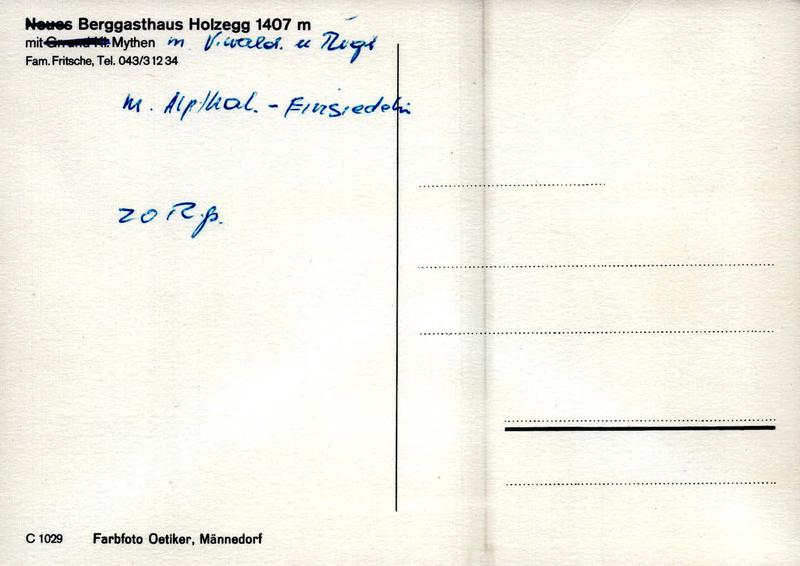 Neues Berggasthaus Holzegg 1407 m
mit Gr. und Kl. Mythen m Vwald. u Rigi
Fam. Fritsche, Tel. 043/3 12 34
m. Alpthal. - Einsiedeln
20 Rp.
C 1029 Farbfoto Oetiker, Männedorf